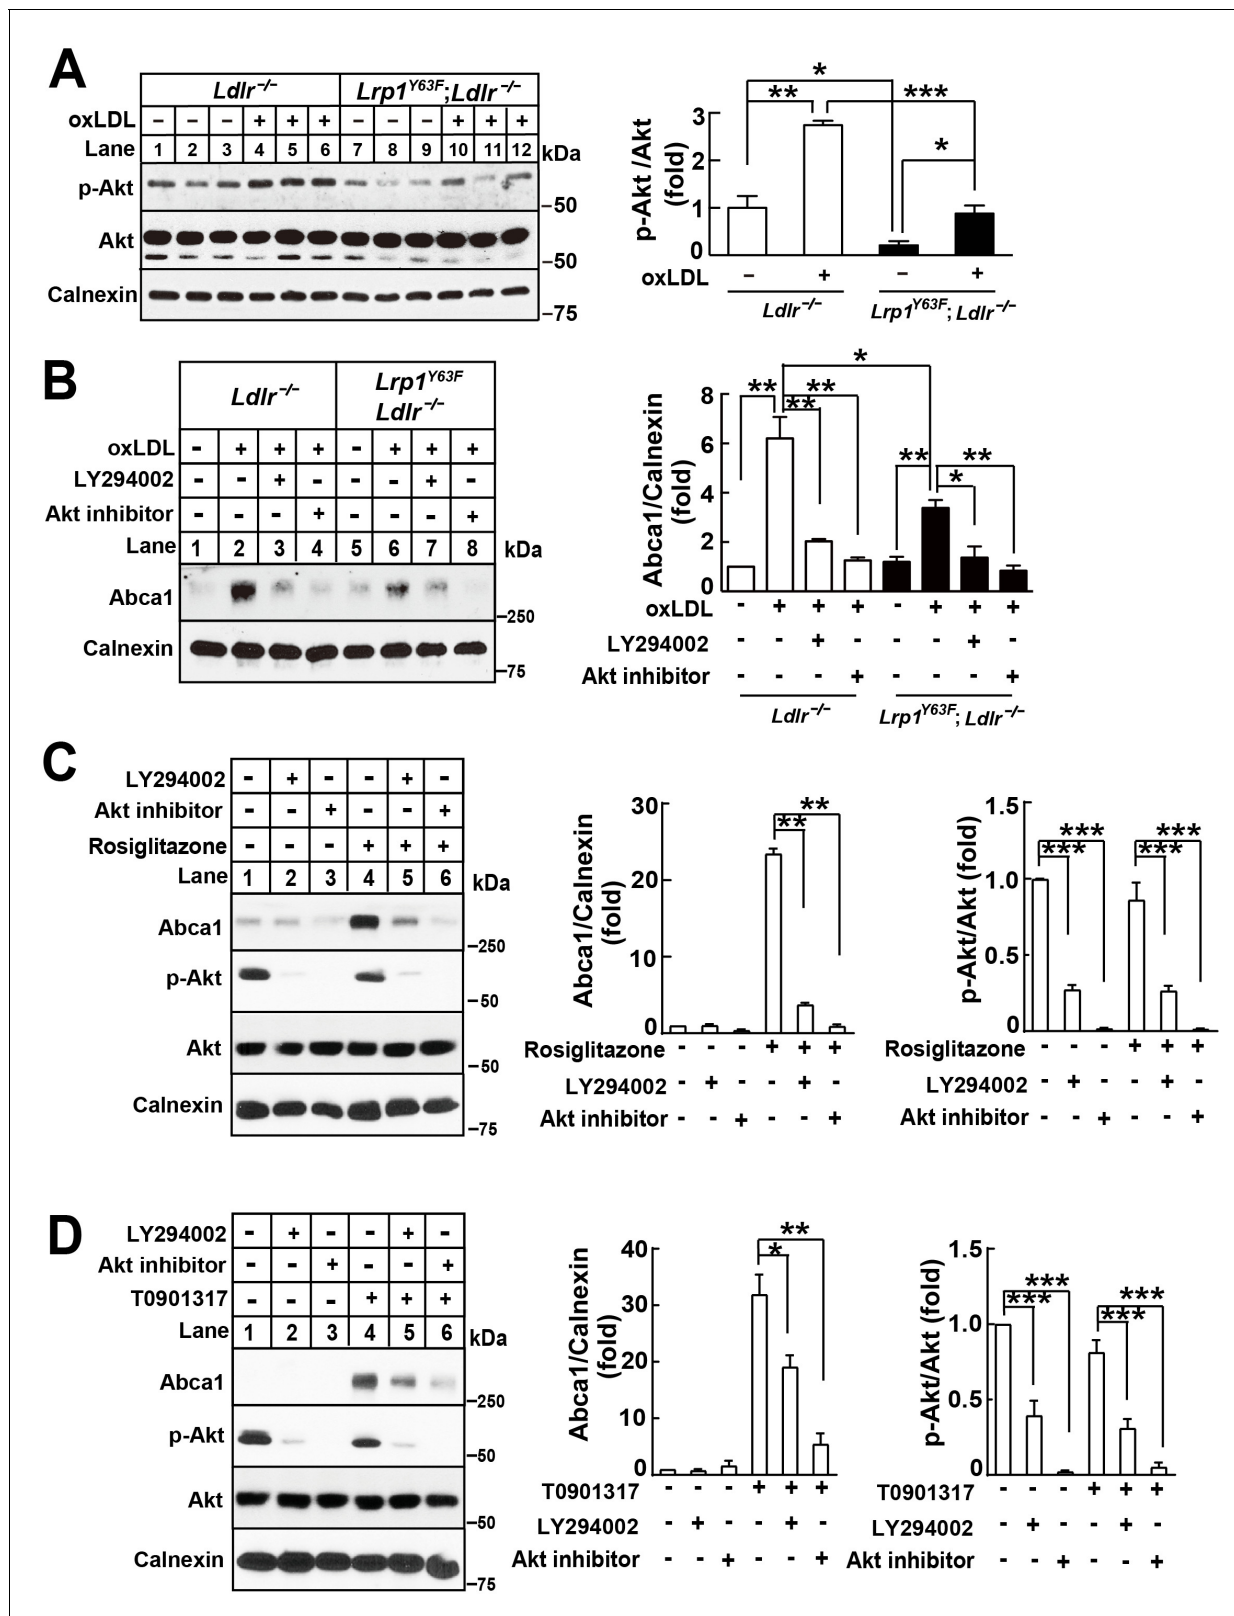 A
Ldlr−/− Lrp1Y63F;Ldlr−/−
oxLDL − − − + + + − − − + + +
Lane 1 2 3 4 5 6 7 8 9 10 11 12 kDa
p-Akt
−50
Akt
−50
Calnexin
−75
* 
** ***
*
p-Akt /Akt
(fold)
3
2
1
0
oxLDL − + − +
Ldlr−/− Lrp1Y63F; Ldlr−/−
B
Ldlr−/− Lrp1Y63F
Ldlr−/−
oxLDL - + + + - + + +
LY294002 - - + - - - + -
Akt inhibitor - - - + - - - +
Lane 1 2 3 4 5 6 7 8 kDa
Abca1
−250
Calnexin
−75
*
** **
**
** **
*
Abca1/Calnexin
(fold)
8
6
4
2
0
oxLDL - + + + - + + +
LY294002 - - + - - - + -
Akt inhibitor - - - + - - - +
Ldlr−/− Lrp1Y63F; Ldlr−/−
C
LY294002 - + - - + -
Akt inhibitor - - + - - +
Rosiglitazone - - - + + +
Lane 1 2 3 4 5 6 kDa
Abca1
−250
p-Akt
−50
Akt
−50
Calnexin
−75
**
**
Abca1/Calnexin
(fold)
30
20
10
0
Rosiglitazone - - - + + +
LY294002 - + - - + -
Akt inhibitor - - + - - +
*** ***
*** ***
p-Akt/Akt (fold)
1.5
1.0
0.5
0
Rosiglitazone - - - + + +
LY294002 - + - - + -
Akt inhibitor - - + - - +
D
LY294002 - + - - + -
Akt inhibitor - - + - - +
T0901317 - - - + + +
Lane 1 2 3 4 5 6 kDa
Abca1
−250
p-Akt
−50
Akt
−50
Calnexin
−75
**
*
Abca1/Calnexin
(fold)
40
30
20
10
0
T0901317 - - - + + +
LY294002 - + - - + -
Akt inhibitor - - + - - +
*** ***
*** ***
p-Akt/Akt (fold)
1.5
1.0
0.5
0
T0901317 - - - + + +
LY294002 - + - - + -
Akt inhibitor - - + - - +